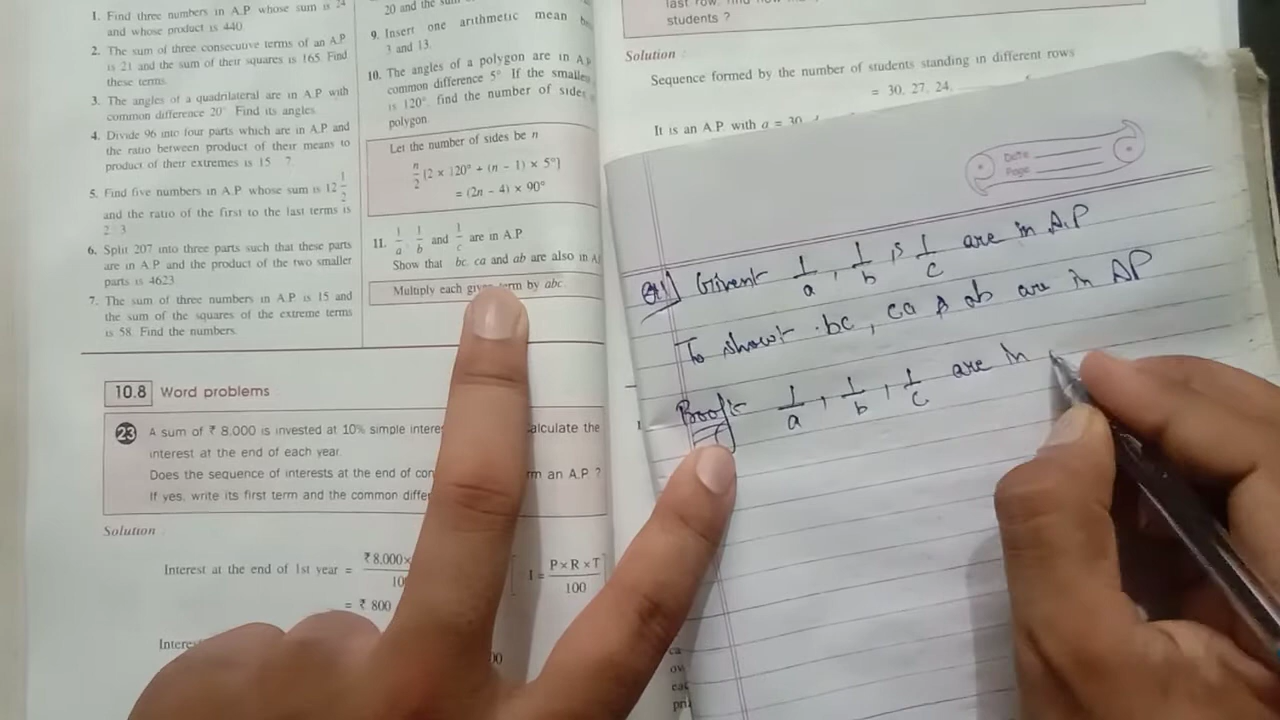 1. Find three numbers in A.P. whose sum is 24
and whose product is 440.
2. The sum of three consecutive terms of an A.P.
is 21 and the sum of their squares is 165. Find
these terms.
3. The angles of a quadrilateral are in A.P. with
common difference 20°. Find its angles.
4. Divide 96 into four parts which are in A.P and
the ratio between product of their means to
product of their extremes is 15 : 7.
5. Find five numbers in A.P. whose sum is 12 1/2
and the ratio of the first to the last terms is
2 : 3.
6. Split 207 into three parts such that these parts
are in A.P and the product of the two smaller
parts is 4623.
7. The sum of three numbers in A.P. is 15 and
the sum of the squares of the extreme terms
is 58. Find the numbers.
20 and the sum
9. Insert one arithmetic mean
3 and 13.
10. The angles of a polygon are in A.P
common difference 5°. If the smalles
is 120°, find the number of sides
polygon.
Let the number of sides be n
n/2 [2 × 120° + (n – 1) × 5°]
= (2n – 4) × 90°
11. 1/a, 1/b and 1/c are in A.P
Show that bc, ca and ab are also in A
Multiply each term by abc
10.8 Word problems
23 A sum of ₹ 8,000 is invested at 10% simple alculate the
interest at the end of each year.
Does the sequence of interests at the end of m an A.P. ?
If yes, write its first term and the common
Solution :
Interest at the end of 1st year = ₹ 8,000×
[I = P × R × T / 100]
= ₹ 800
students ?
Solution :
Sequence formed by the number of students standing in different rows
= 30, 27, 24,
It is an A.P. with a = 30
Date
Page
Q11) Given:- 1/a, 1/b, & 1/c are in A.P
To show:- bc, ca & ab are in AP
Proof:- 1/a, 1/b, 1/c are in